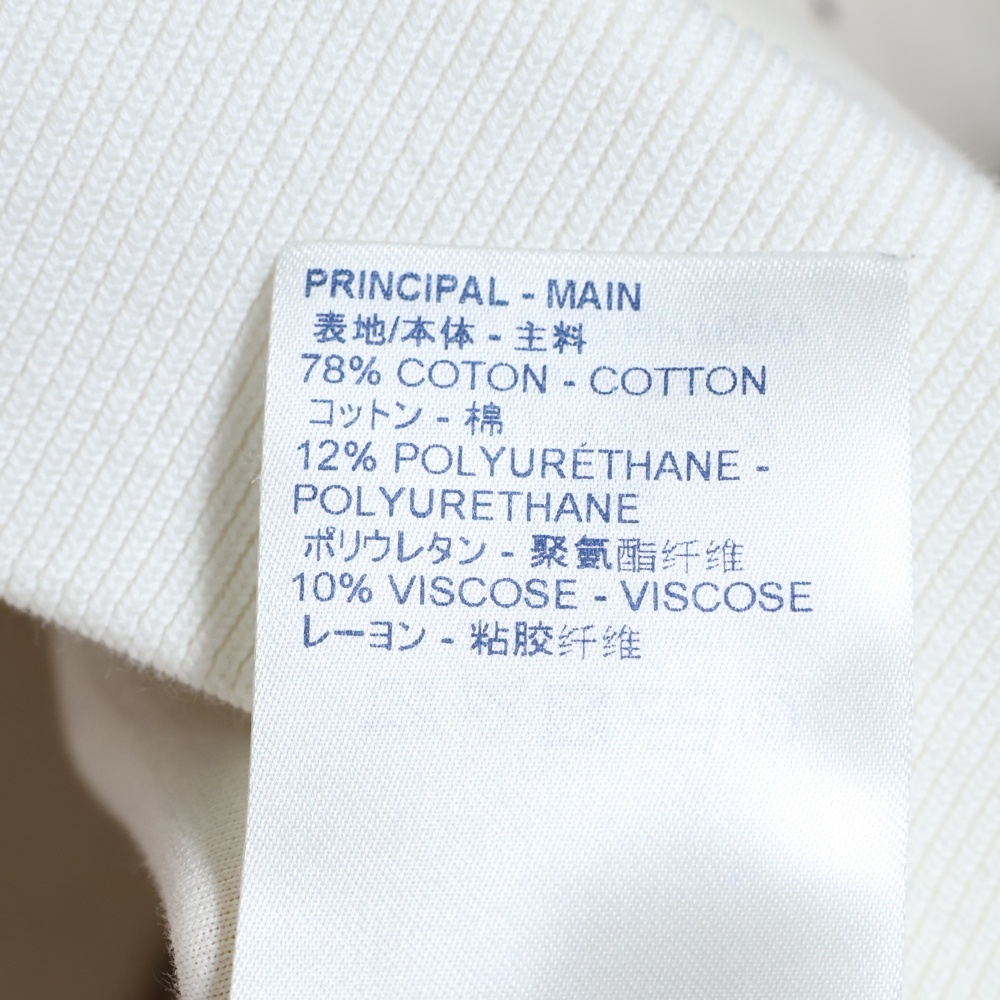 PRINCIPAL - MAIN
表地/本体 - 主料
78% COTON - COTTON
コットン - 棉
12% POLYURÉTHANE -
POLYURETHANE
ポリウレタン - 聚氨酯纤维
10% VISCOSE - VISCOSE
レーヨン - 粘胶纤维